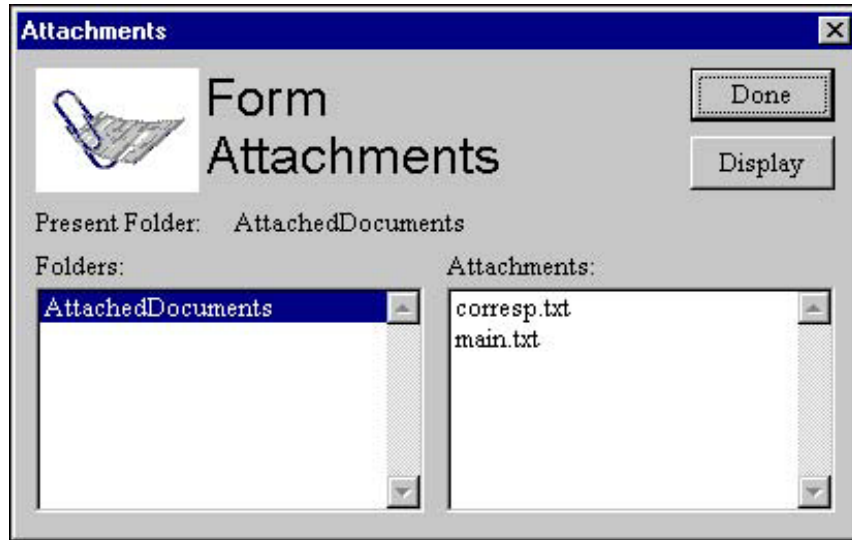 Attachments
Form
Attachments
Done
Display
Present Folder: AttachedDocuments
Folders:
AttachedDocuments
Attachments:
corresp.txt
main.txt